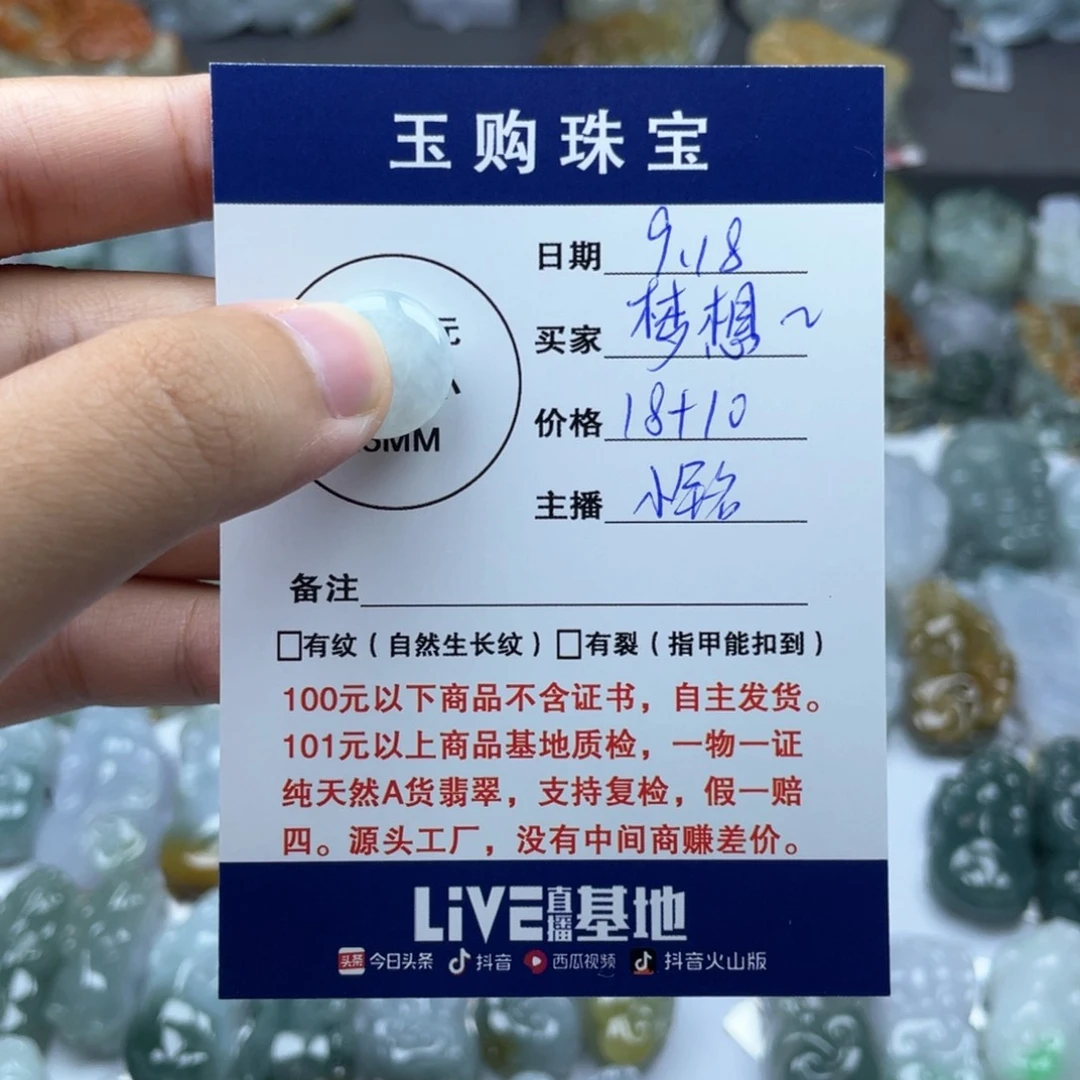 玉购珠宝
日期 9.18
买家 梦想~
价格 18+10
主播 小
元
A
5MM
备注
□有纹（自然生长纹）□有裂（指甲能扣到）
100元以下商品不含证书，自主发货。
101元以上商品基地质检，一物一证
纯天然A货翡翠，支持复检，假一赔
四。源头工厂，没有中间商赚差价。
LiVE直播基地
头条 今日头条 抖音 西瓜视频 抖音火山版